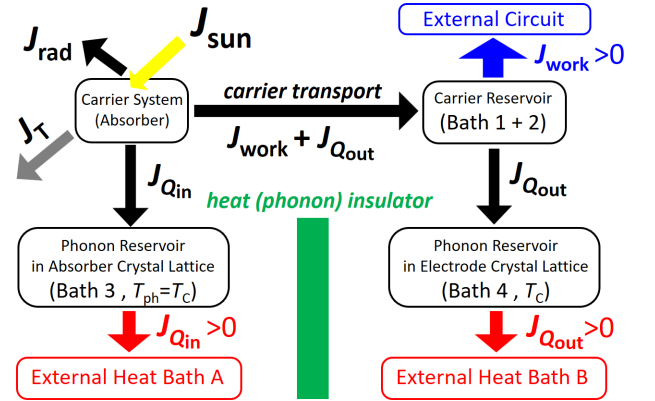 J_rad
J_sun
External Circuit
J_work >0
Carrier System
(Absorber)
carrier transport
Carrier Reservoir
(Bath 1 + 2)
J_T
J_work + J_Q_out
J_Q_in
J_Q_out
heat (phonon) insulator
Phonon Reservoir
in Absorber Crystal Lattice
(Bath 3 , T_ph=T_C)
Phonon Reservoir
in Electrode Crystal Lattice
(Bath 4 , T_C)
J_Q_in >0
J_Q_out >0
External Heat Bath A
External Heat Bath B